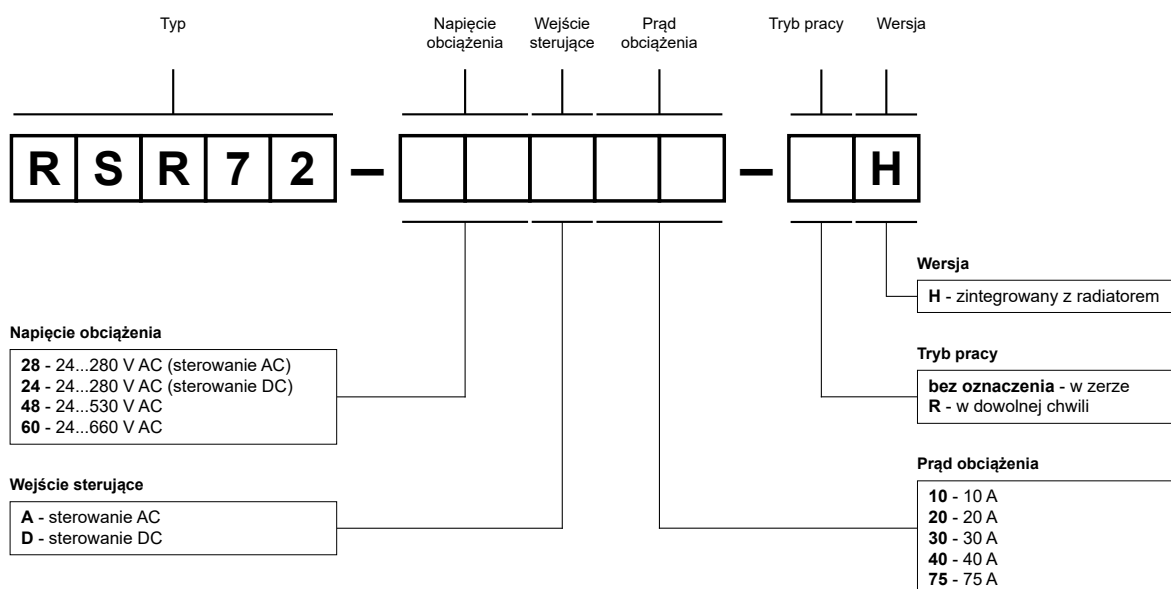 Typ
Napięcie
obciążenia
Wejście
sterujące
Prąd
obciążenia
Tryb pracy
Wersja
R S R 7 2 – – H
Wersja
H - zintegrowany z radiatorem
Napięcie obciążenia
28 - 24...280 V AC (sterowanie AC)
24 - 24...280 V AC (sterowanie DC)
48 - 24...530 V AC
60 - 24...660 V AC
Tryb pracy
bez oznaczenia - w zerze
R - w dowolnej chwili
Wejście sterujące
A - sterowanie AC
D - sterowanie DC
Prąd obciążenia
10 - 10 A
20 - 20 A
30 - 30 A
40 - 40 A
75 - 75 A